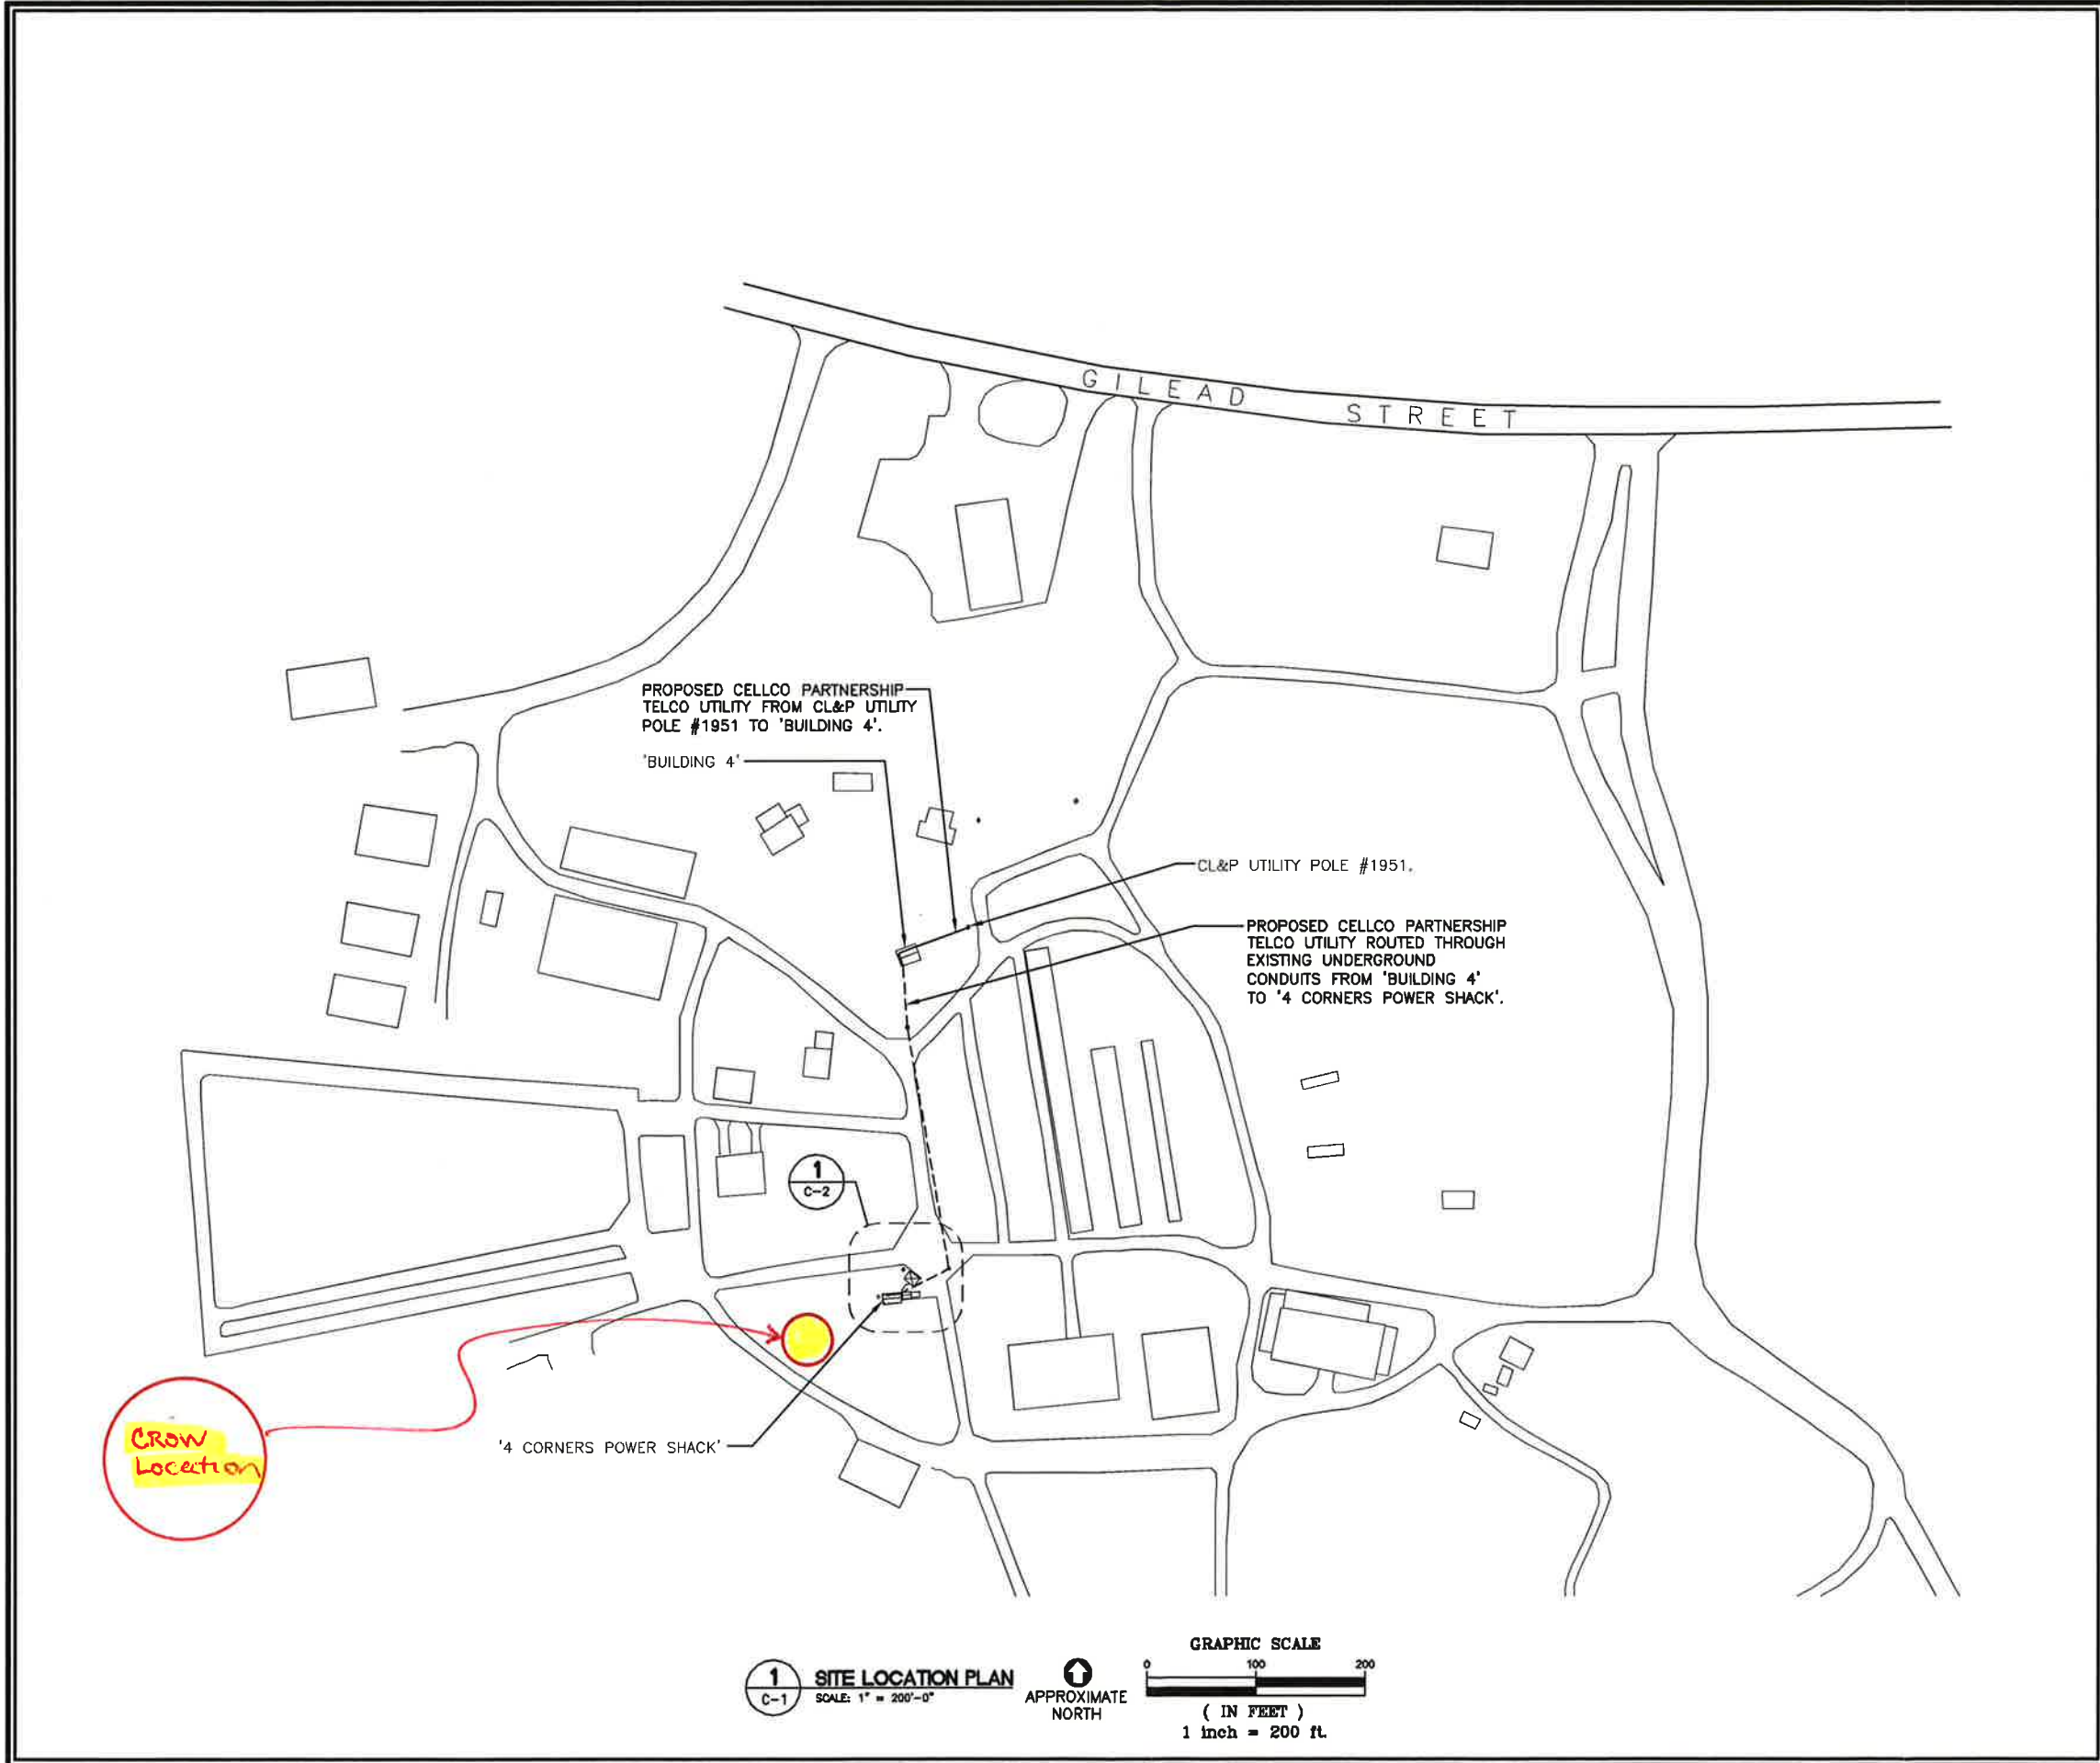 GILEAD STREET
PROPOSED CELLCO PARTNERSHIP
TELCO UTILITY FROM CL&P UTILITY
POLE #1951 TO 'BUILDING 4'.
'BUILDING 4'
CL&P UTILITY POLE #1951.
PROPOSED CELLCO PARTNERSHIP
TELCO UTILITY ROUTED THROUGH
EXISTING UNDERGROUND
CONDUITS FROM 'BUILDING 4'
TO '4 CORNERS POWER SHACK'.
1
C-2
CROW
Location
'4 CORNERS POWER SHACK'
1
C-1
SITE LOCATION PLAN
SCALE: 1" = 200'-0"
APPROXIMATE
NORTH
GRAPHIC SCALE
0 100 200
( IN FEET )
1 inch = 200 ft.